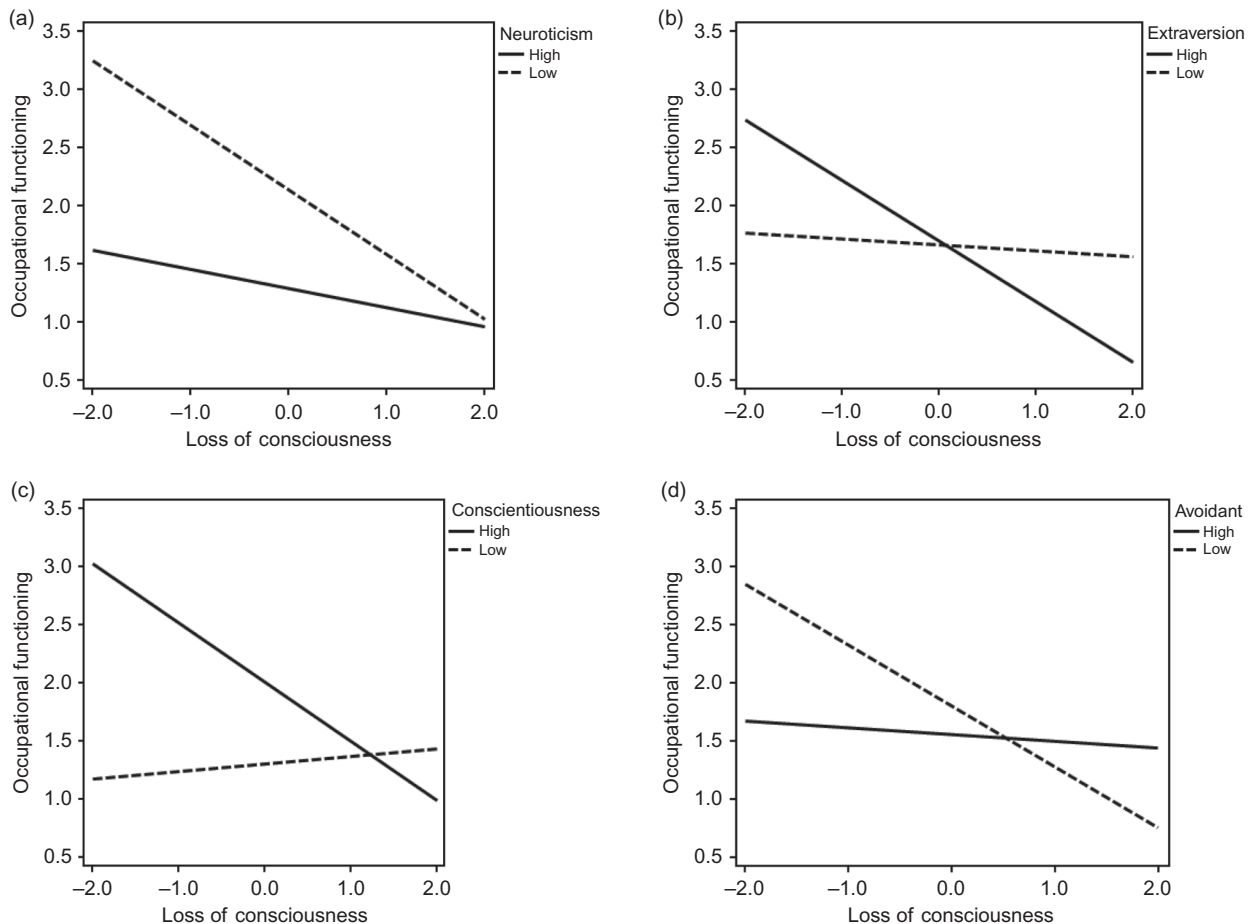 (a)
Neuroticism
High
Low
3.5
3.0
2.5
2.0
1.5
1.0
0.5
Occupational functioning
–2.0 –1.0 0.0 1.0 2.0
Loss of consciousness
(b)
Extraversion
High
Low
3.5
3.0
2.5
2.0
1.5
1.0
0.5
Occupational functioning
–2.0 –1.0 0.0 1.0 2.0
Loss of consciousness
(c)
Conscientiousness
High
Low
3.5
3.0
2.5
2.0
1.5
1.0
0.5
Occupational functioning
–2.0 –1.0 0.0 1.0 2.0
Loss of consciousness
(d)
Avoidant
High
Low
3.5
3.0
2.5
2.0
1.5
1.0
0.5
Occupational functioning
–2.0 –1.0 0.0 1.0 2.0
Loss of consciousness